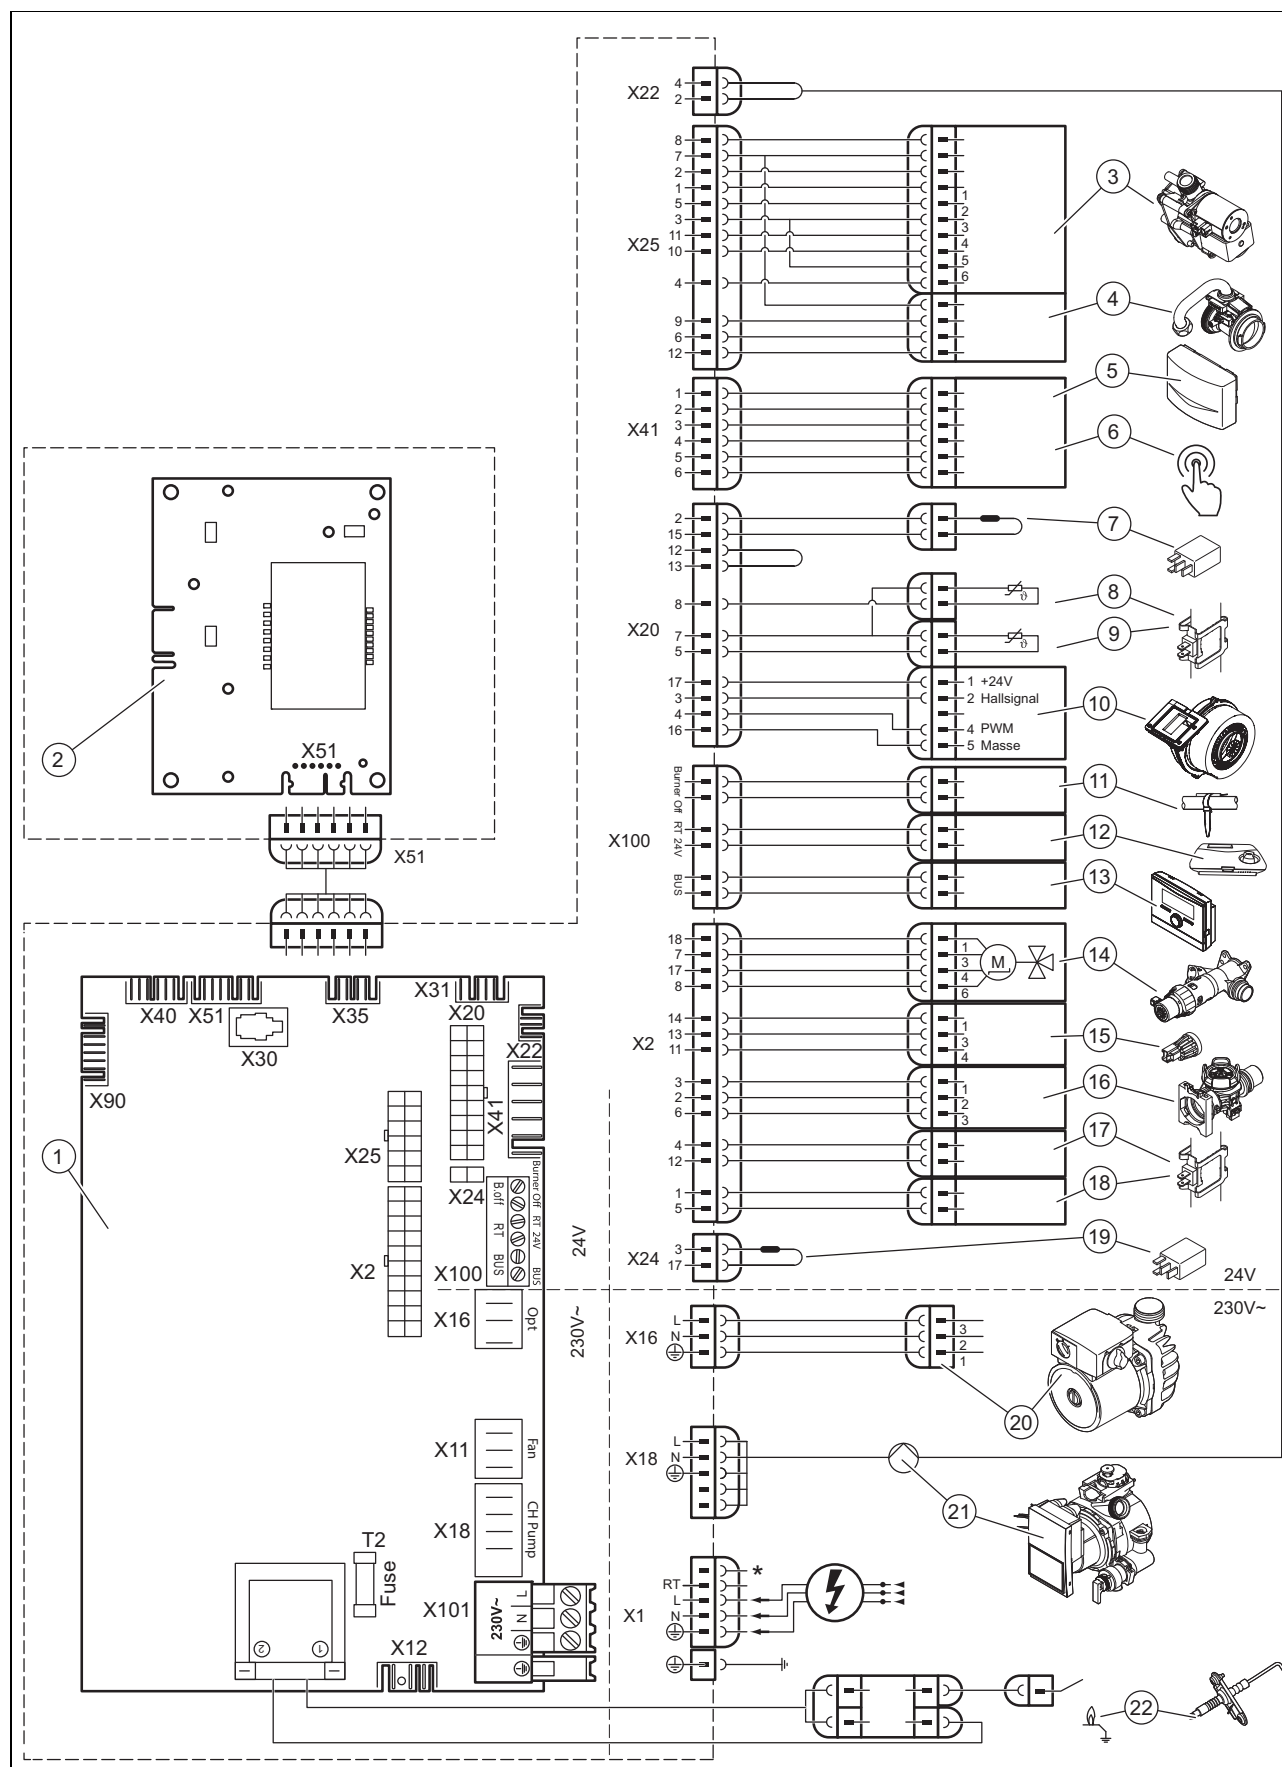 X22
4
2
X25
8
7
2
1
5
3
11
10
4
9
6
12
1
2
3
4
5
6
3
4
X41
1
2
3
4
5
6
5
6
X20
2
15
12
13
8
7
5
17
3
4
16
ϑ
ϑ
1 +24V
2 Hallsignal
4 PWM
5 Masse
7
8
9
10
X100
Burner Off
RT 24V
BUS
11
12
13
X2
18
7
17
8
14
13
11
3
2
6
4
12
1
5
1
3
4
6
M
1
3
4
1
2
3
14
15
16
17
18
X24
3
17
19
24V
230V~
X16
L
N
3
2
1
20
X18
L
N
21
X1
RT
L
N
*
22
2
X51
X51
1
X40
X51
X35
X31
X20
X30
X22
X90
X41
X25
X24
X2
X100
B.off
RT
BUS
Burner Off
RT 24V
BUS
24V
230V~
X16
Opt
X11
Fan
X18
CH Pump
T2
Fuse
X101
230V~
L
N
X12
2
1